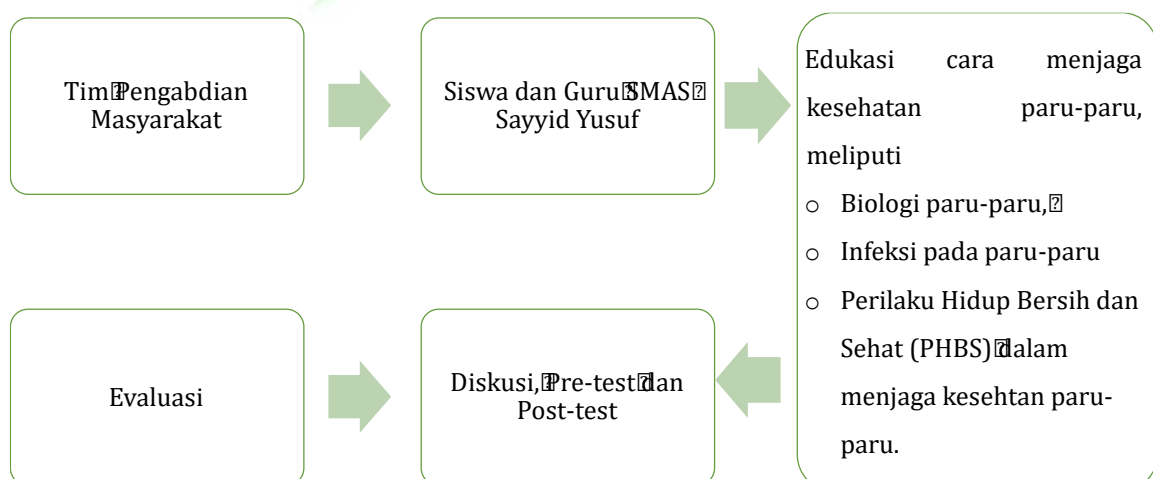 Tim Pengabdian
Masyarakat
Siswa dan Guru SMAS
Sayyid Yusuf
Edukasi cara menjaga
kesehatan paru-paru,
meliputi
o Biologi paru-paru,
o Infeksi pada paru-paru
o Perilaku Hidup Bersih dan
Sehat (PHBS) dalam
menjaga kesehtan paru-
paru.
Diskusi, Pre-test dan
Post-test
Evaluasi